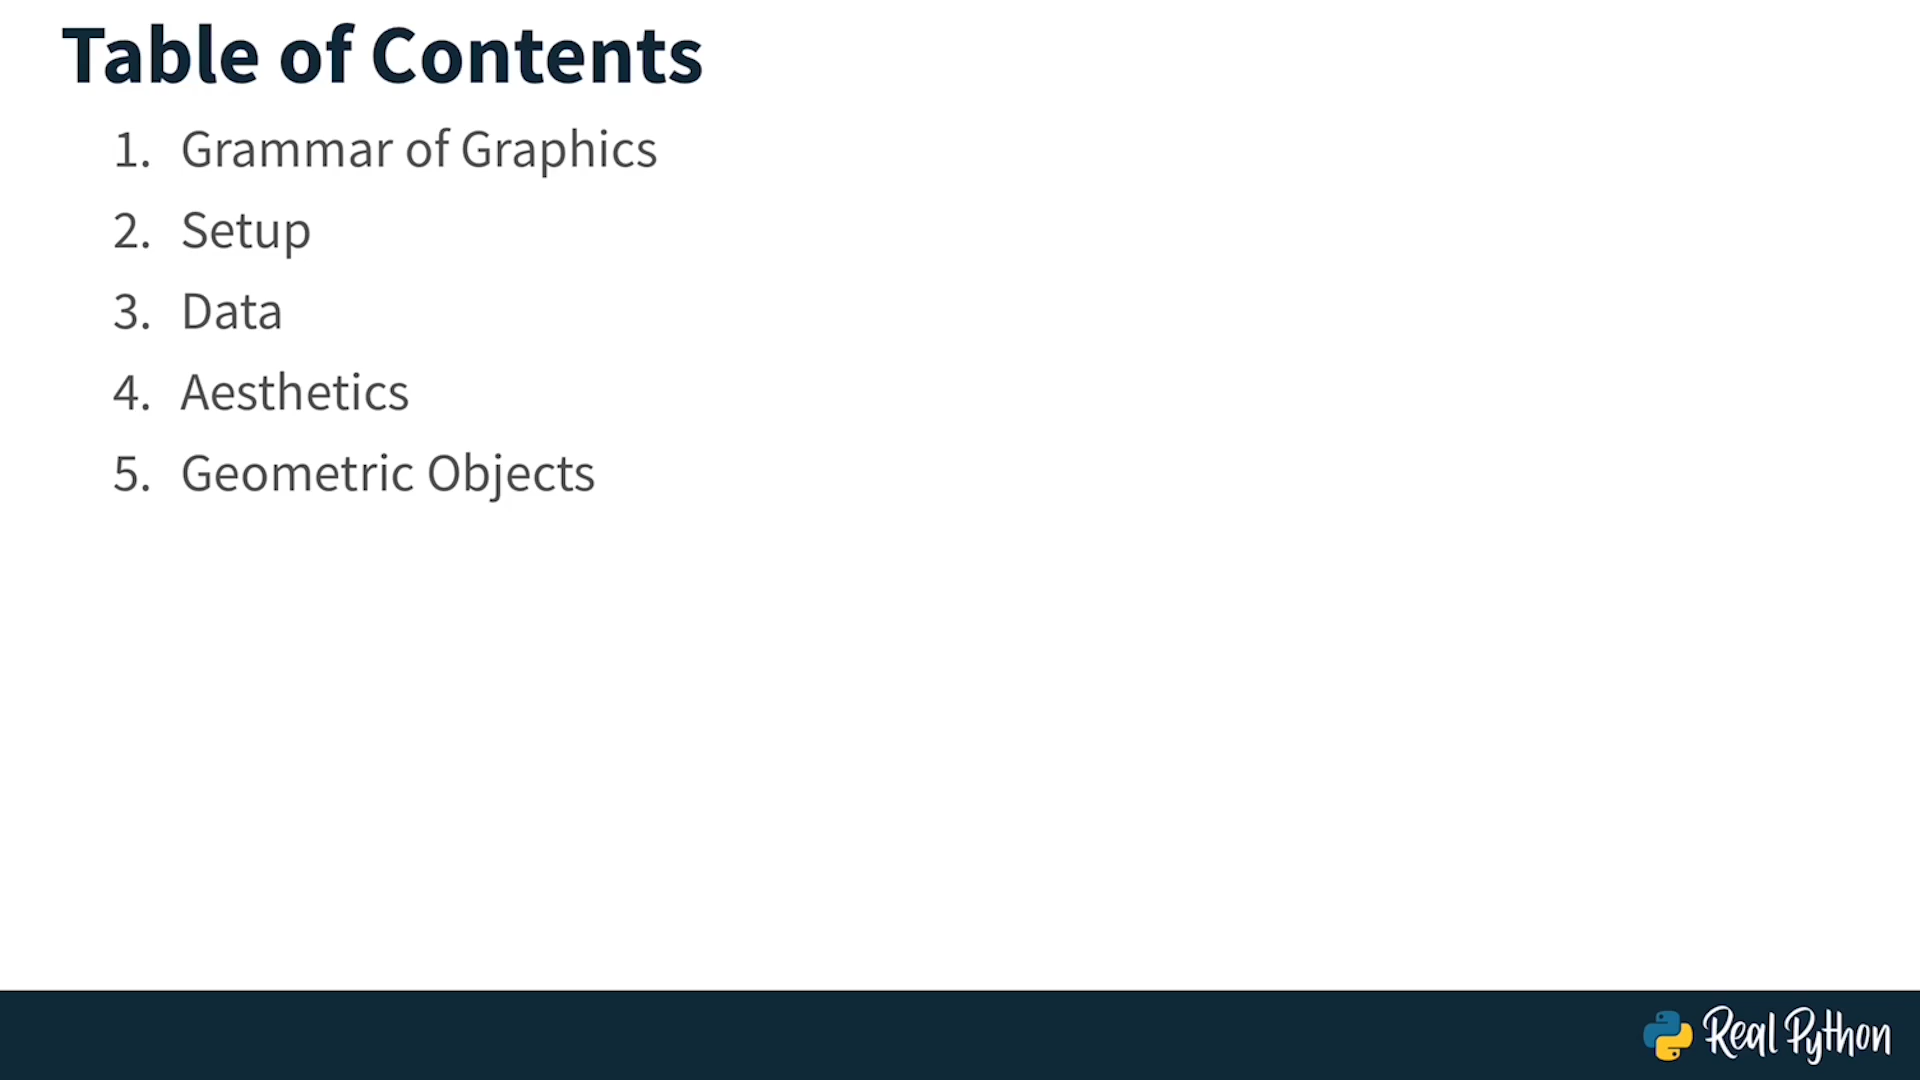 Table of Contents
1. Grammar of Graphics
2. Setup
3. Data
4. Aesthetics
5. Geometric Objects
Real Python